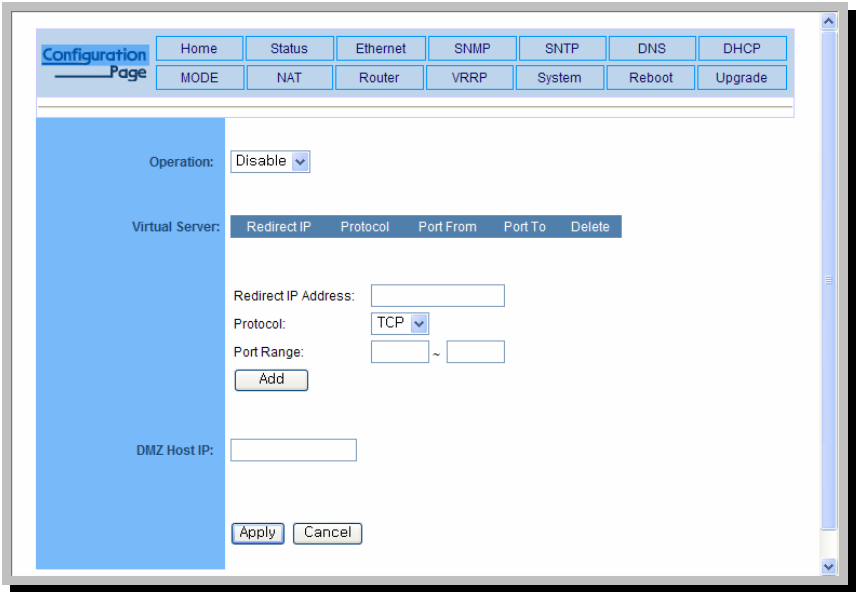 Configuration Page
Home Status Ethernet SNMP SNTP DNS DHCP
MODE NAT Router VRRP System Reboot Upgrade
Operation: Disable
Virtual Server: Redirect IP Protocol Port From Port To Delete
Redirect IP Address:
Protocol: TCP
Port Range: ~
Add
DMZ Host IP:
Apply Cancel